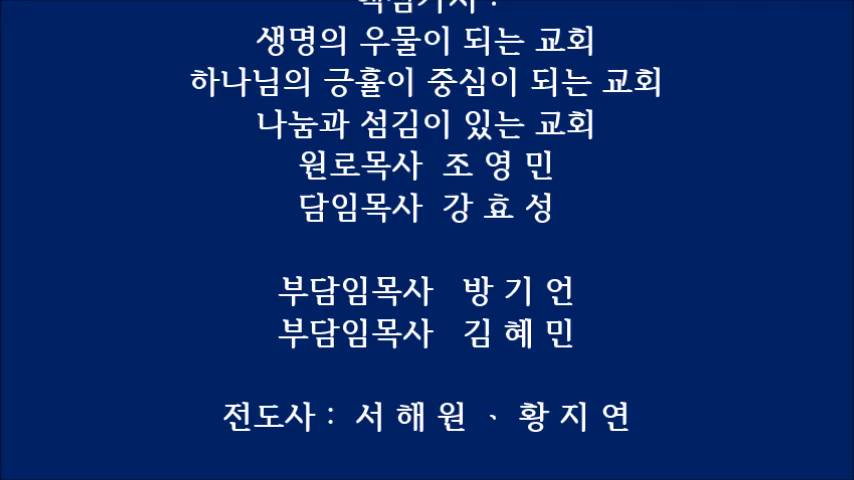 생명의 우물이 되는 교회
하나님의 긍휼이 중심이 되는 교회
나눔과 섬김이 있는 교회
원로목사 조 영 민
담임목사 강 효 성
부담임목사 방 기 언
부담임목사 김 혜 민
전도사 : 서 해 원 、 황 지 연